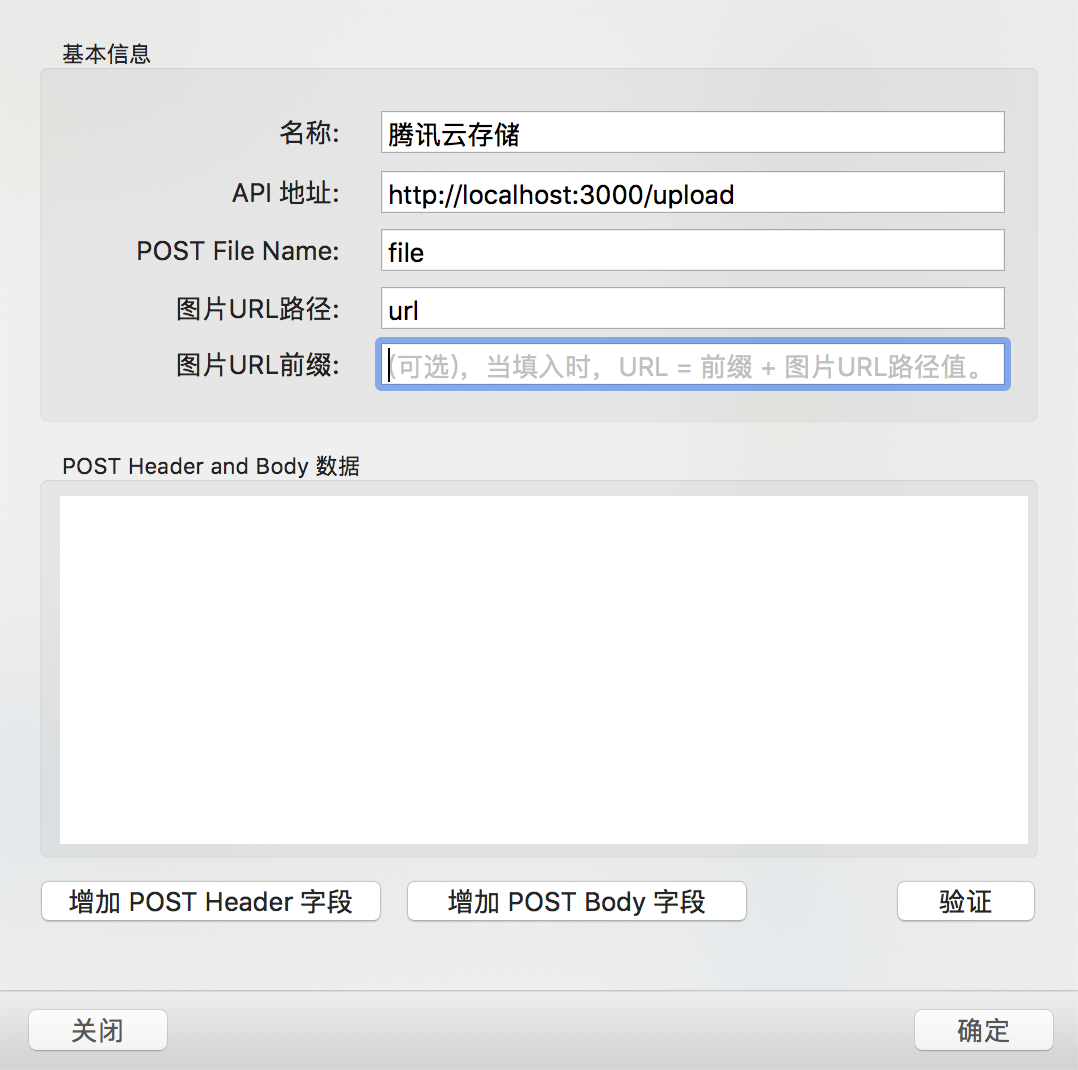 基本信息
名称: 腾讯云存储
API 地址: http://localhost:3000/upload
POST File Name: file
图片URL路径: url
图片URL前缀: (可选)，当填入时，URL = 前缀 + 图片URL路径值。
POST Header and Body 数据
增加 POST Header 字段 增加 POST Body 字段 验证
关闭 确定